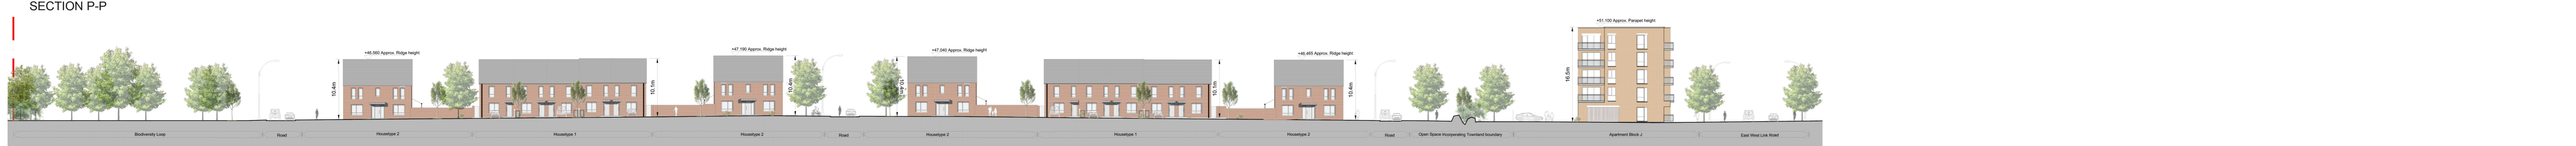 SECTION P-P
+46,560 Approx. Ridge height
+47,190 Approx. Ridge height
+47,040 Approx. Ridge height
+46,465 Approx. Ridge height
+51,100 Approx. Parapet height
10.4m
10.1m
10.4m
10.4m
10.1m
10.4m
16.5m
Biodiversity Loop
Road
Housetype 2
Housetype 1
Housetype 2
Road
Housetype 2
Housetype 1
Housetype 2
Road
Open Space incorporating Townland boundary
Apartment Block J
East West Link Road